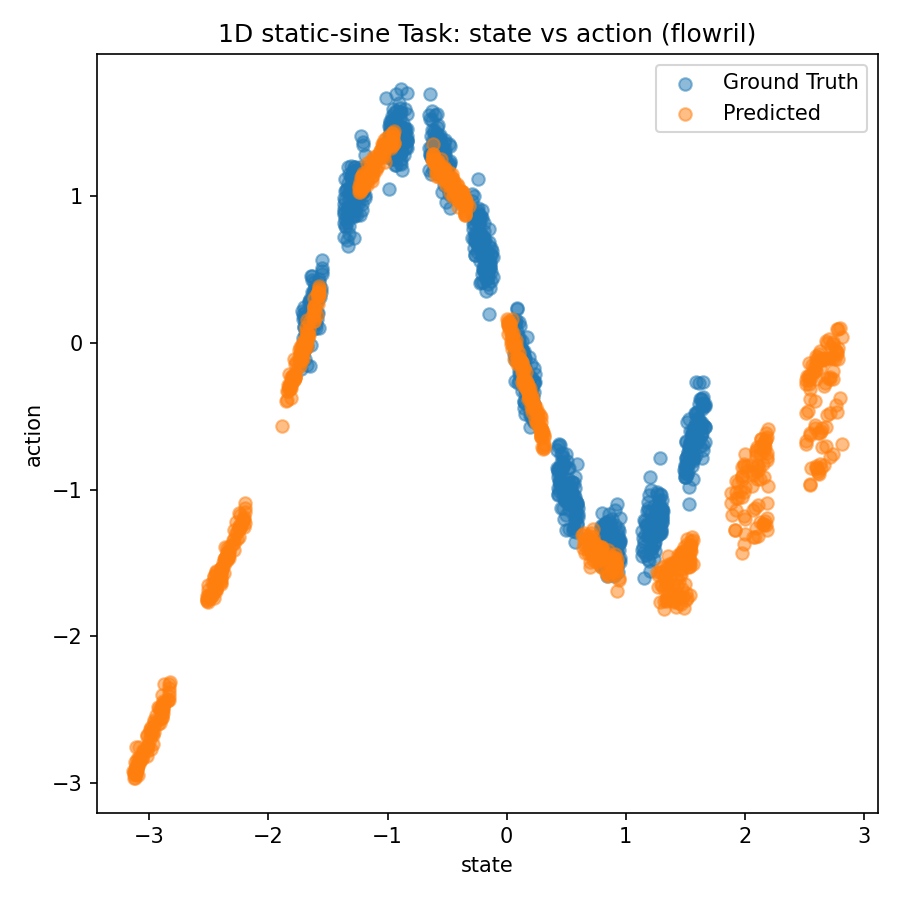 1D static-sine Task: state vs action (flowril)
Ground Truth
Predicted
action
1
0
−1
−2
−3
−3
−2
−1
0
1
2
3
state